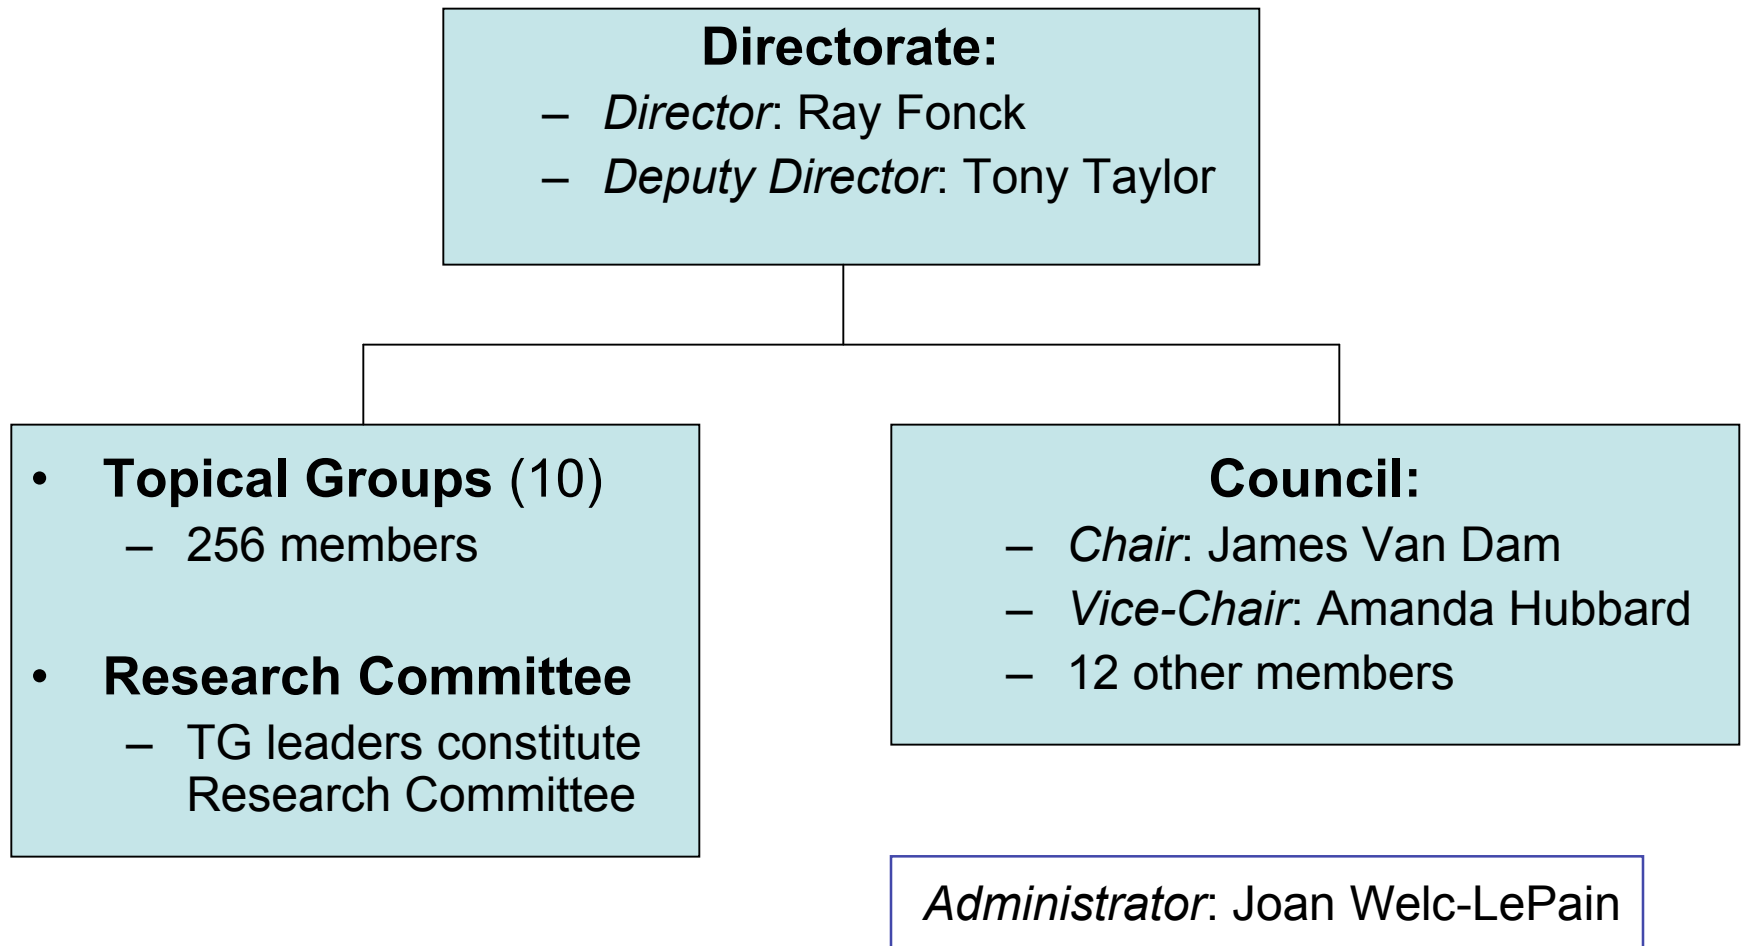 Directorate:
– Director: Ray Fonck
– Deputy Director: Tony Taylor
• Topical Groups (10)
– 256 members
• Research Committee
– TG leaders constitute
Research Committee
Council:
– Chair: James Van Dam
– Vice-Chair: Amanda Hubbard
– 12 other members
Administrator: Joan Welc-LePain